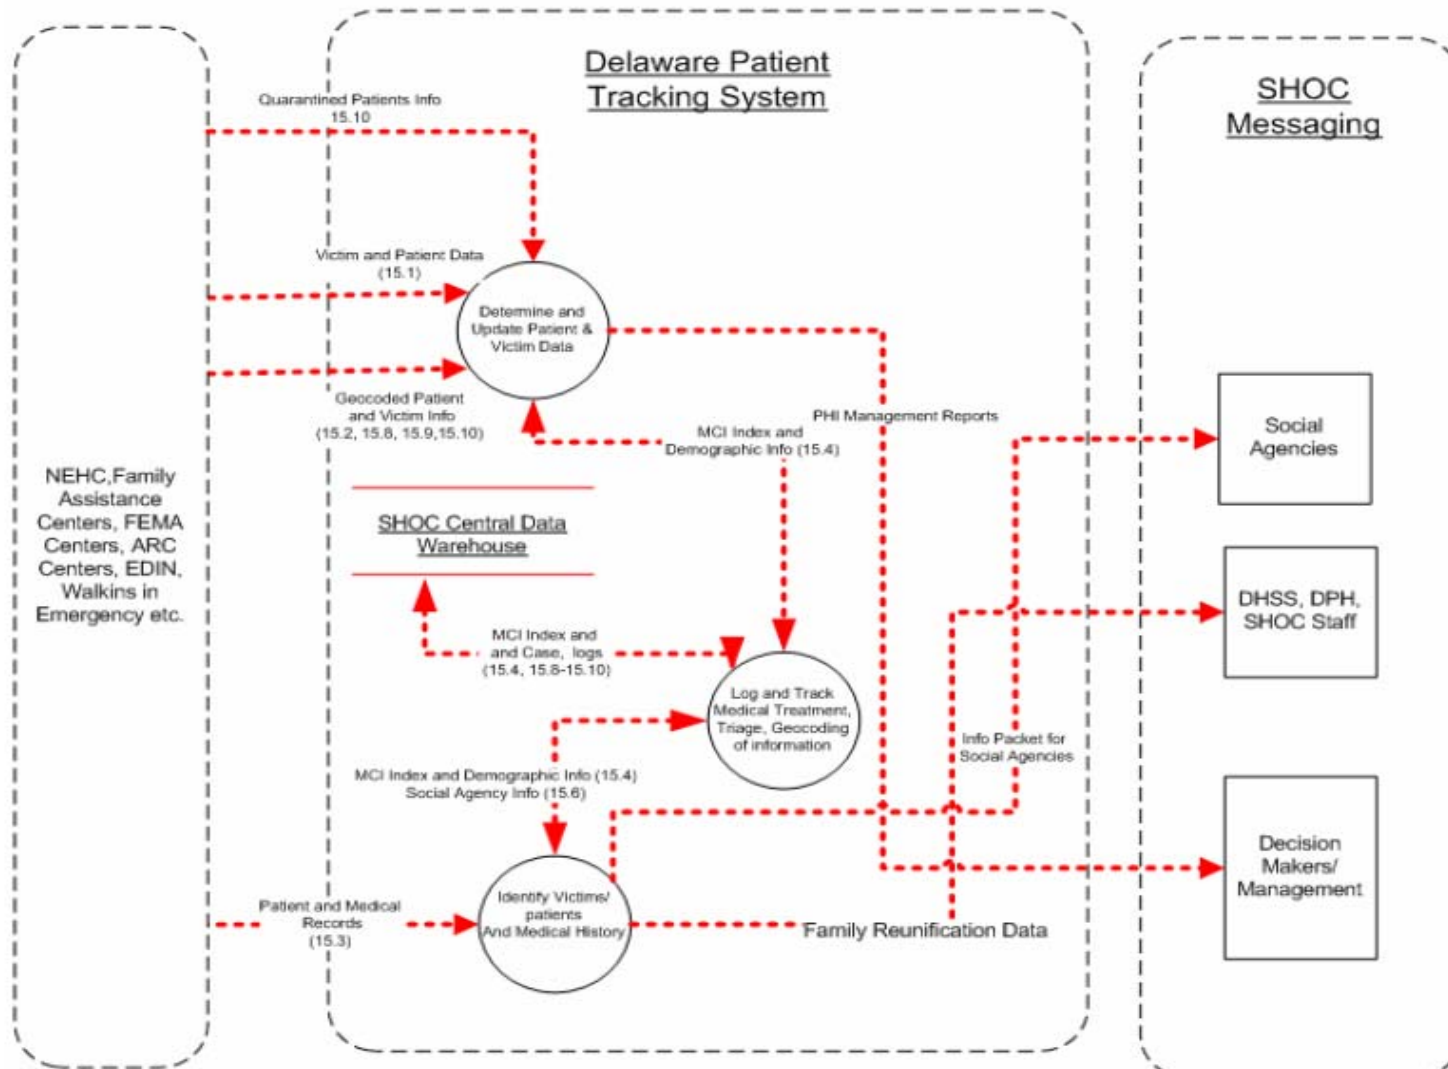 Delaware Patient
Tracking System
SHOC
Messaging
Quarantined Patients Info
15.10
Victim and Patient Data
(15.1)
Determine and
Update Patient &
Victim Data
Geocoded Patient
and Victim Info
(15.2, 15.8, 15.9,15.10)
PHI Management Reports
MCI Index and
Demographic Info (15.4)
Social
Agencies
NEHC,Family
Assistance
Centers, FEMA
Centers, ARC
Centers, EDIN,
Walkins in
Emergency etc.
SHOC Central Data
Warehouse
DHSS, DPH,
SHOC Staff
MCI Index and
and Case, logs
(15.4, 15.8-15.10)
Log and Track
Medical Treatment,
Triage, Geocoding
of information
Info Packet for
Social Agencies
MCI Index and Demographic Info (15.4)
Social Agency Info (15.6)
Decision
Makers/
Management
Patient and Medical
Records
(15.3)
Identify Victims/
patients
And Medical History
Family Reunification Data